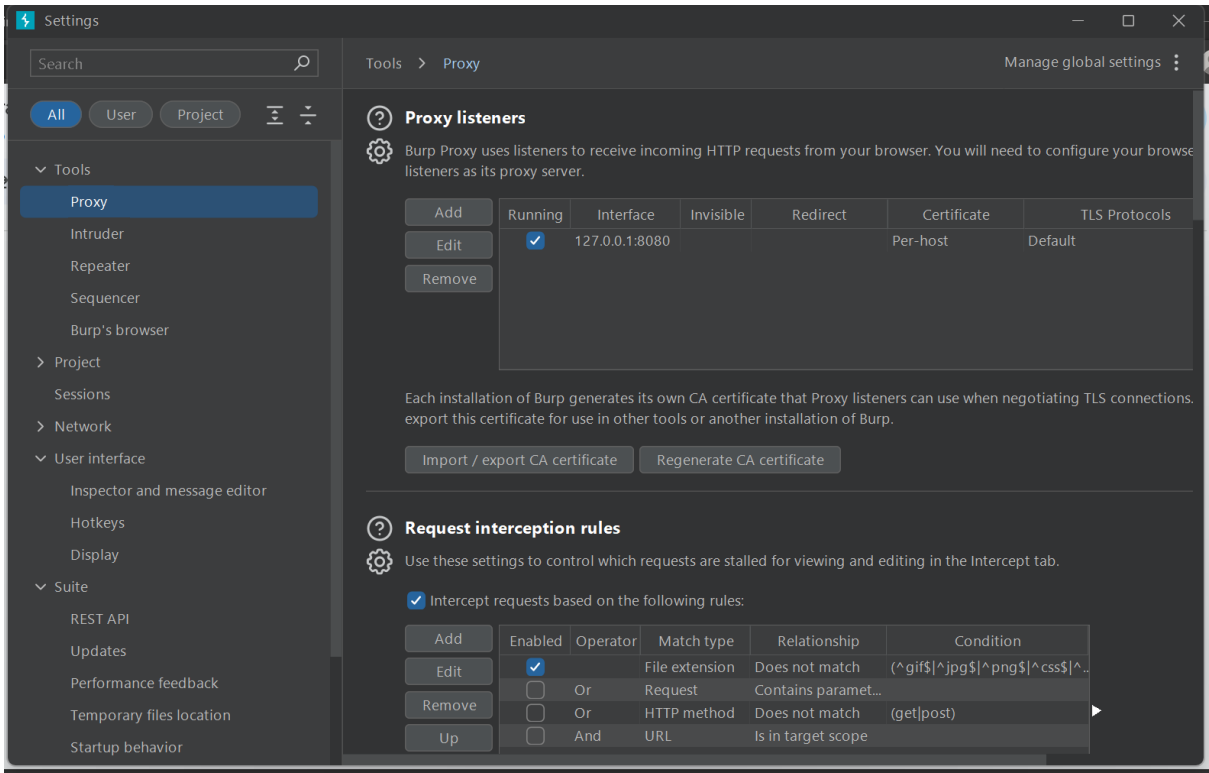 Settings
Search
Tools > Proxy
Manage global settings
All User Project
Tools
Proxy
Intruder
Repeater
Sequencer
Burp's browser
Project
Sessions
Network
User interface
Inspector and message editor
Hotkeys
Display
Suite
REST API
Updates
Performance feedback
Temporary files location
Startup behavior
Proxy listeners
Burp Proxy uses listeners to receive incoming HTTP requests from your browser. You will need to configure your browse
listeners as its proxy server.
Add
Edit
Remove
Running Interface Invisible Redirect Certificate TLS Protocols
127.0.0.1:8080 Per-host Default
Each installation of Burp generates its own CA certificate that Proxy listeners can use when negotiating TLS connections.
export this certificate for use in other tools or another installation of Burp.
Import / export CA certificate Regenerate CA certificate
Request interception rules
Use these settings to control which requests are stalled for viewing and editing in the Intercept tab.
Intercept requests based on the following rules:
Add
Edit
Remove
Up
Enabled Operator Match type Relationship Condition
File extension Does not match (^gif$|^jpg$|^png$|^css$|^..
Or Request Contains paramet...
Or HTTP method Does not match (get|post)
And URL Is in target scope